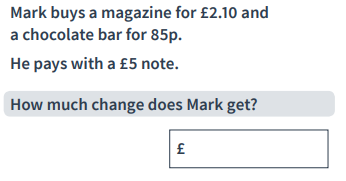 Mark buys a magazine for £2.10 and
a chocolate bar for 85p.
He pays with a £5 note.
How much change does Mark get?
£